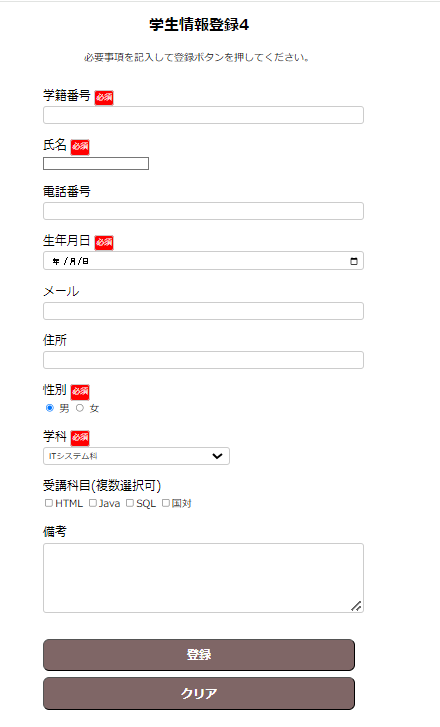 学生情報登録4
必要事項を記入して登録ボタンを押してください。
学籍番号 必須
氏名 必須
電話番号
生年月日 必須
年 /月/日
メール
住所
性別 必須
男 女
学科 必須
ITシステム科
受講科目(複数選択可)
HTML Java SQL 国対
備考
登録
クリア